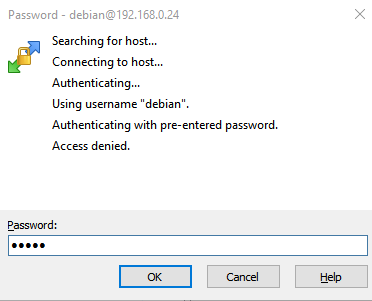 Password - debian@192.168.0.24
Searching for host...
Connecting to host...
Authenticating...
Using username "debian".
Authenticating with pre-entered password.
Access denied.
Password:
●●●●●
OK Cancel Help